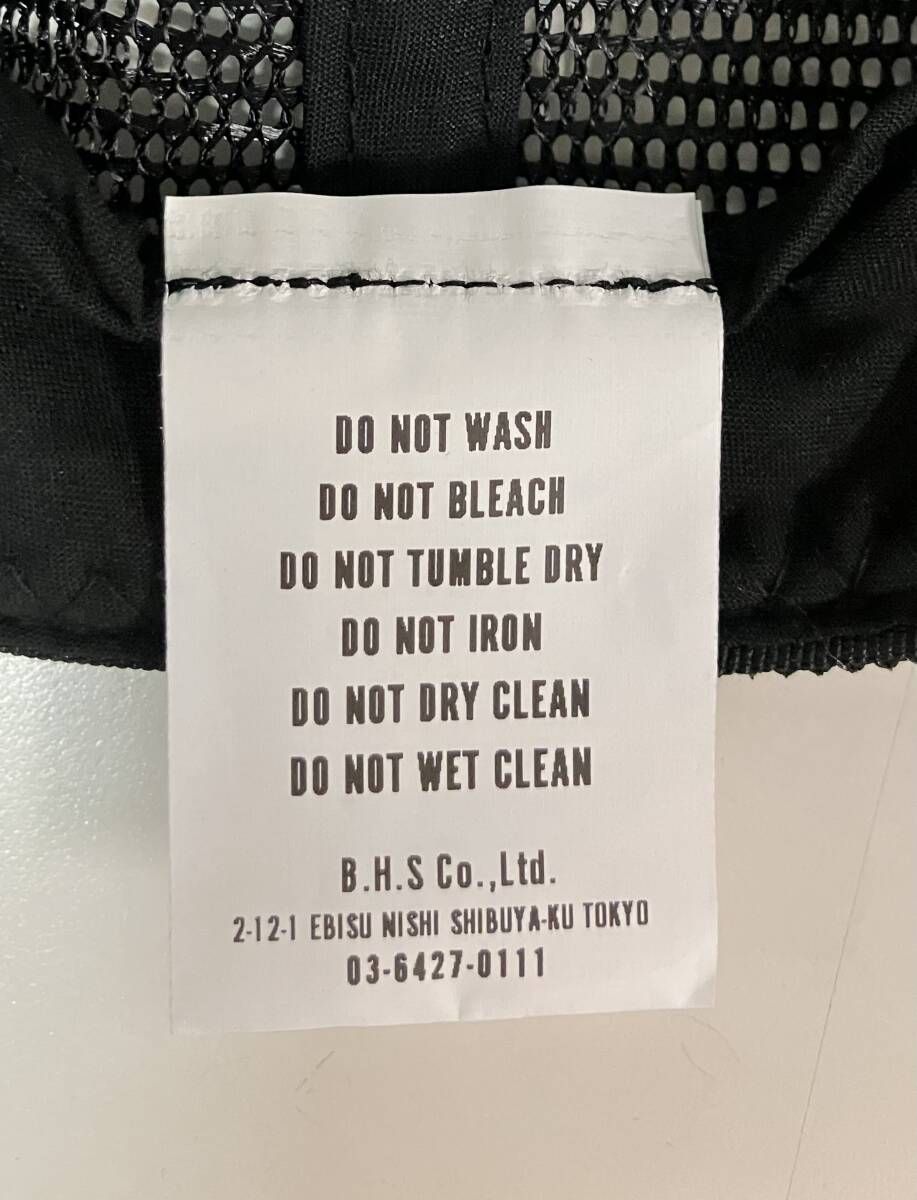 DO NOT WASH
DO NOT BLEACH
DO NOT TUMBLE DRY
DO NOT IRON
DO NOT DRY CLEAN
DO NOT WET CLEAN
B.H.S Co.,Ltd.
2-12-1 EBISU NISHI SHIBUYA-KU TOKYO
03-6427-0111